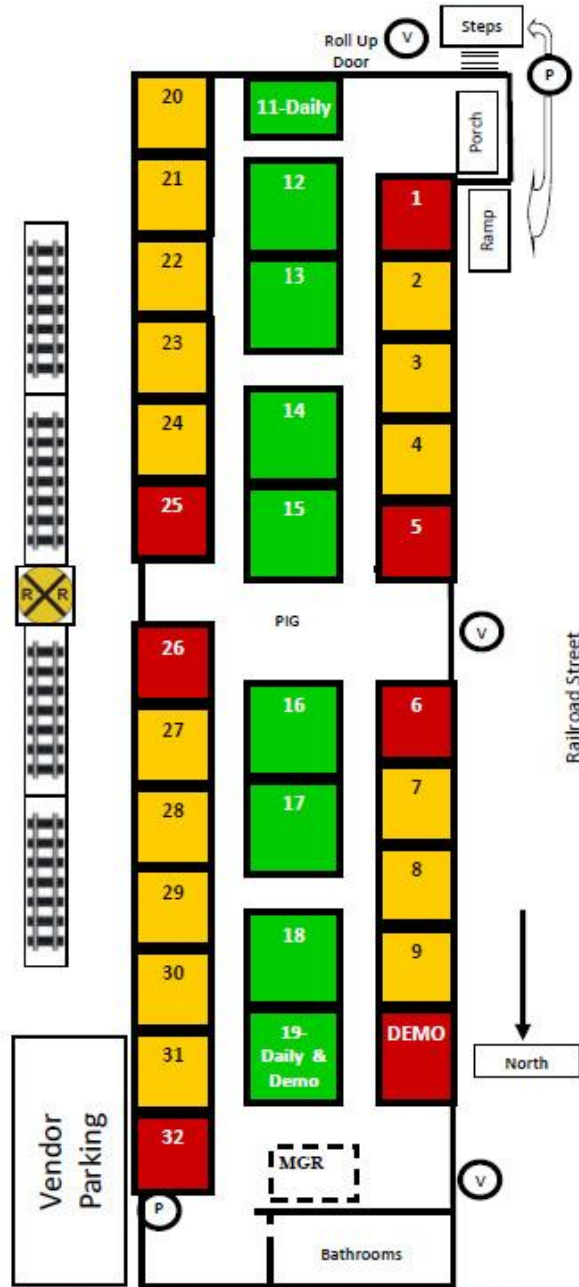 Steps
V
Roll Up
Door
P
20
11-Daily
Porch
21
12
1
Ramp
22
13
2
23
3
24
14
4
25
15
5
R R
PIG
V
26
16
6
Railroad Street
27
7
17
28
8
29
18
9
30
19-
Daily &
Demo
DEMO
31
North
Vendor
Parking
32
MGR
V
P
Bathrooms